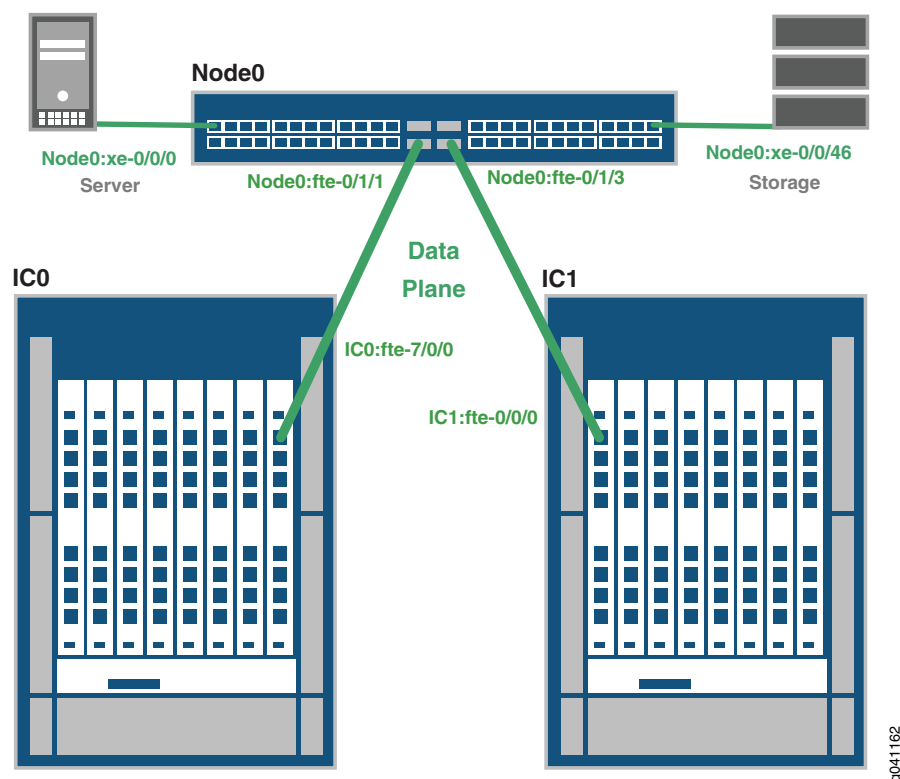 Node0
Node0:xe-0/0/0
Server
Node0:fte-0/1/1
Node0:fte-0/1/3
Node0:xe-0/0/46
Storage
Data
Plane
IC0
IC1
IC0:fte-7/0/0
IC1:fte-0/0/0
g041162